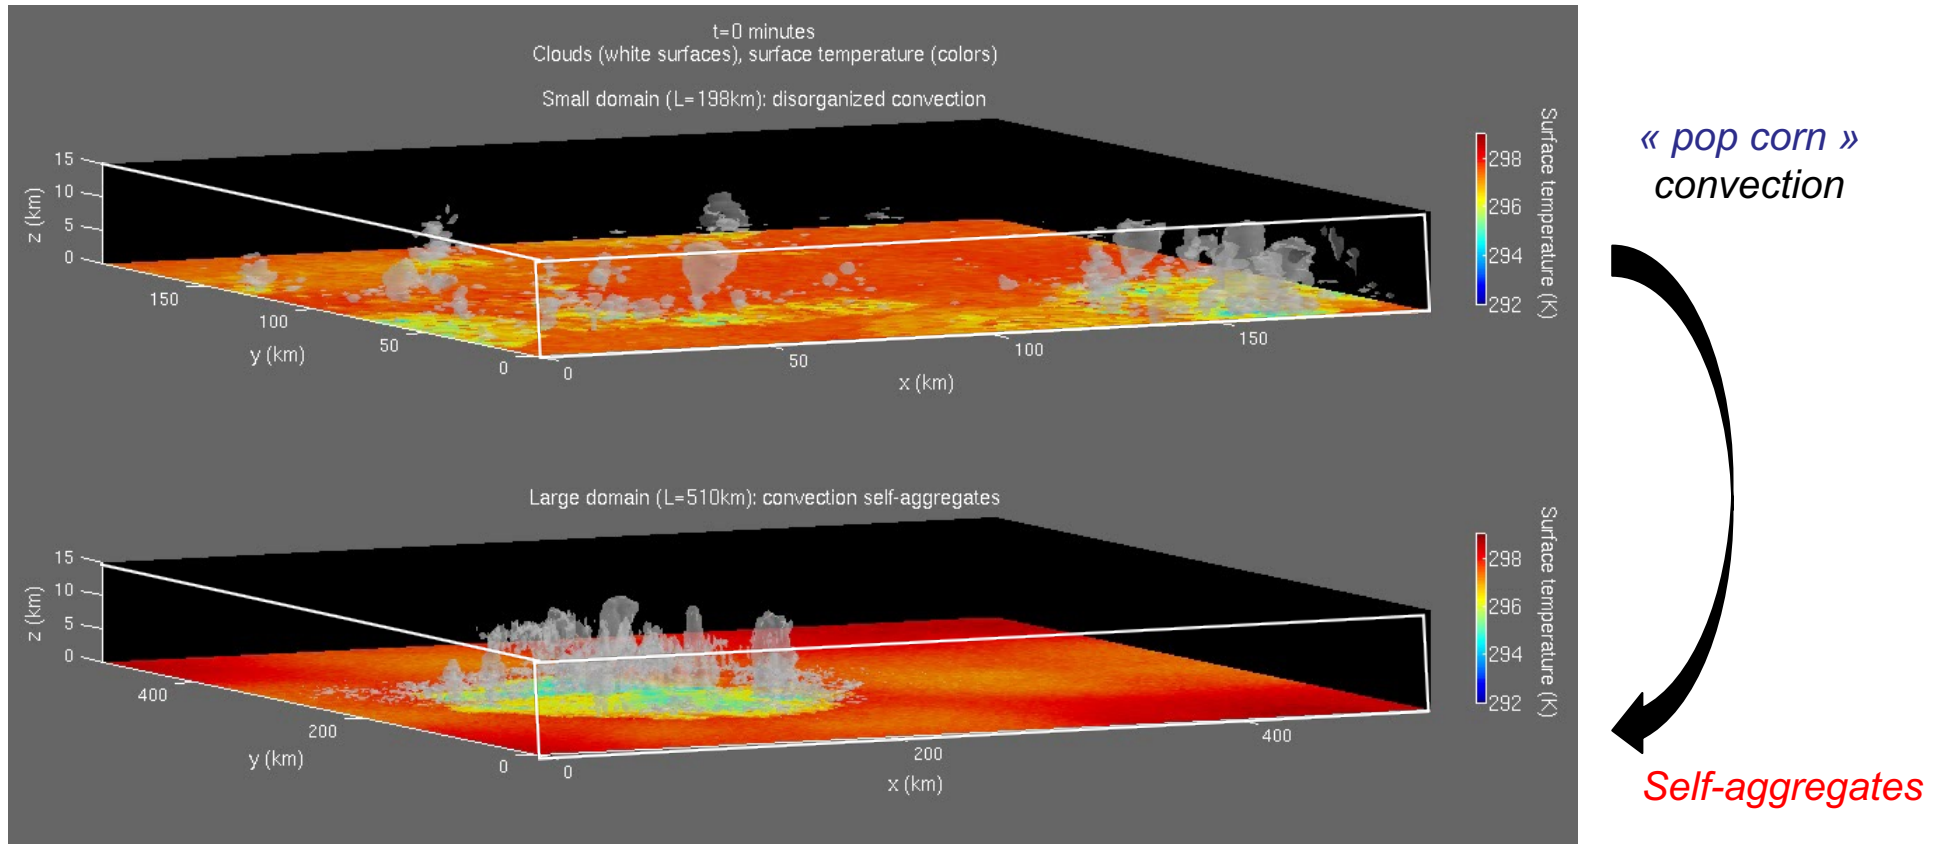 t=0 minutes
Clouds (white surfaces), surface temperature (colors)
Small domain (L=198km): disorganized convection
15
10
5
0
z (km)
150
100
50
0
y (km)
0
50
100
150
x (km)
298
296
294
292
Surface temperature (K)
« pop corn »
convection
Large domain (L=510km): convection self-aggregates
15
10
5
0
z (km)
400
200
0
y (km)
0
200
400
x (km)
298
296
294
292
Surface temperature (K)
Self-aggregates